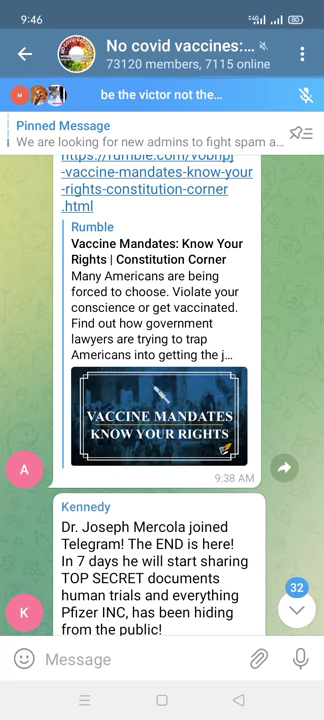 9:46
80
No covid vaccines:...
73120 members, 7115 online
be the victor not the...
Pinned Message
We are looking for new admins to fight spam a...
-vaccine-mandates-know-your
-rights-constitution-corner
.html
Rumble
Vaccine Mandates: Know Your
Rights | Constitution Corner
Many Americans are being
forced to choose. Violate your
conscience or get vaccinated.
Find out how government
lawyers are trying to trap
Americans into getting the j...
VACCINE MANDATES
KNOW YOUR RIGHTS
A
9:38 AM
Kennedy
Dr. Joseph Mercola joined
Telegram! The END is here!
In 7 days he will start sharing
TOP SECRET documents
human trials and everything
Pfizer INC, has been hiding
from the public!
K
32
Message